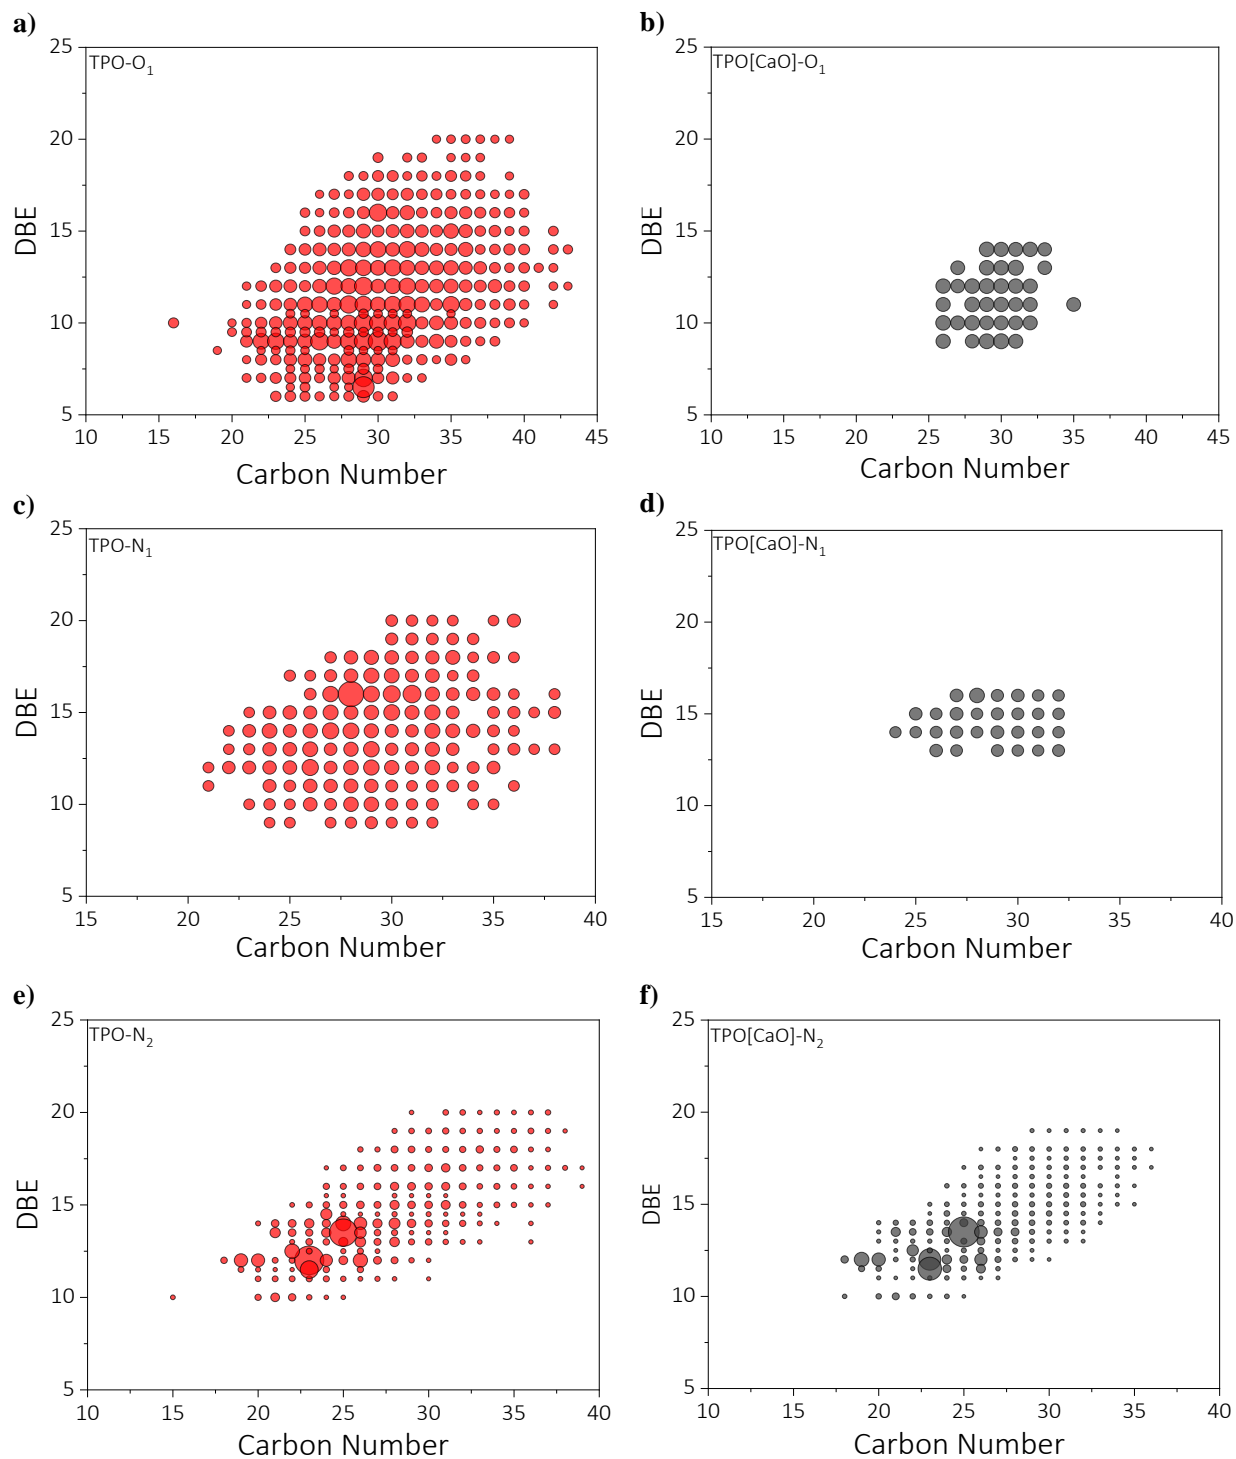 a)
TPO-O₁
25
20
15
10
5
DBE
10 15 20 25 30 35 40 45
Carbon Number
b)
TPO[CaO]-O₁
25
20
15
10
5
DBE
10 15 20 25 30 35 40 45
Carbon Number
c)
TPO-N₁
25
20
15
10
5
DBE
15 20 25 30 35 40
Carbon Number
d)
TPO[CaO]-N₁
25
20
15
10
5
DBE
15 20 25 30 35 40
Carbon Number
e)
TPO-N₂
25
20
15
10
5
DBE
10 15 20 25 30 35 40
Carbon Number
f)
TPO[CaO]-N₂
25
20
15
10
5
DBE
10 15 20 25 30 35 40
Carbon Number